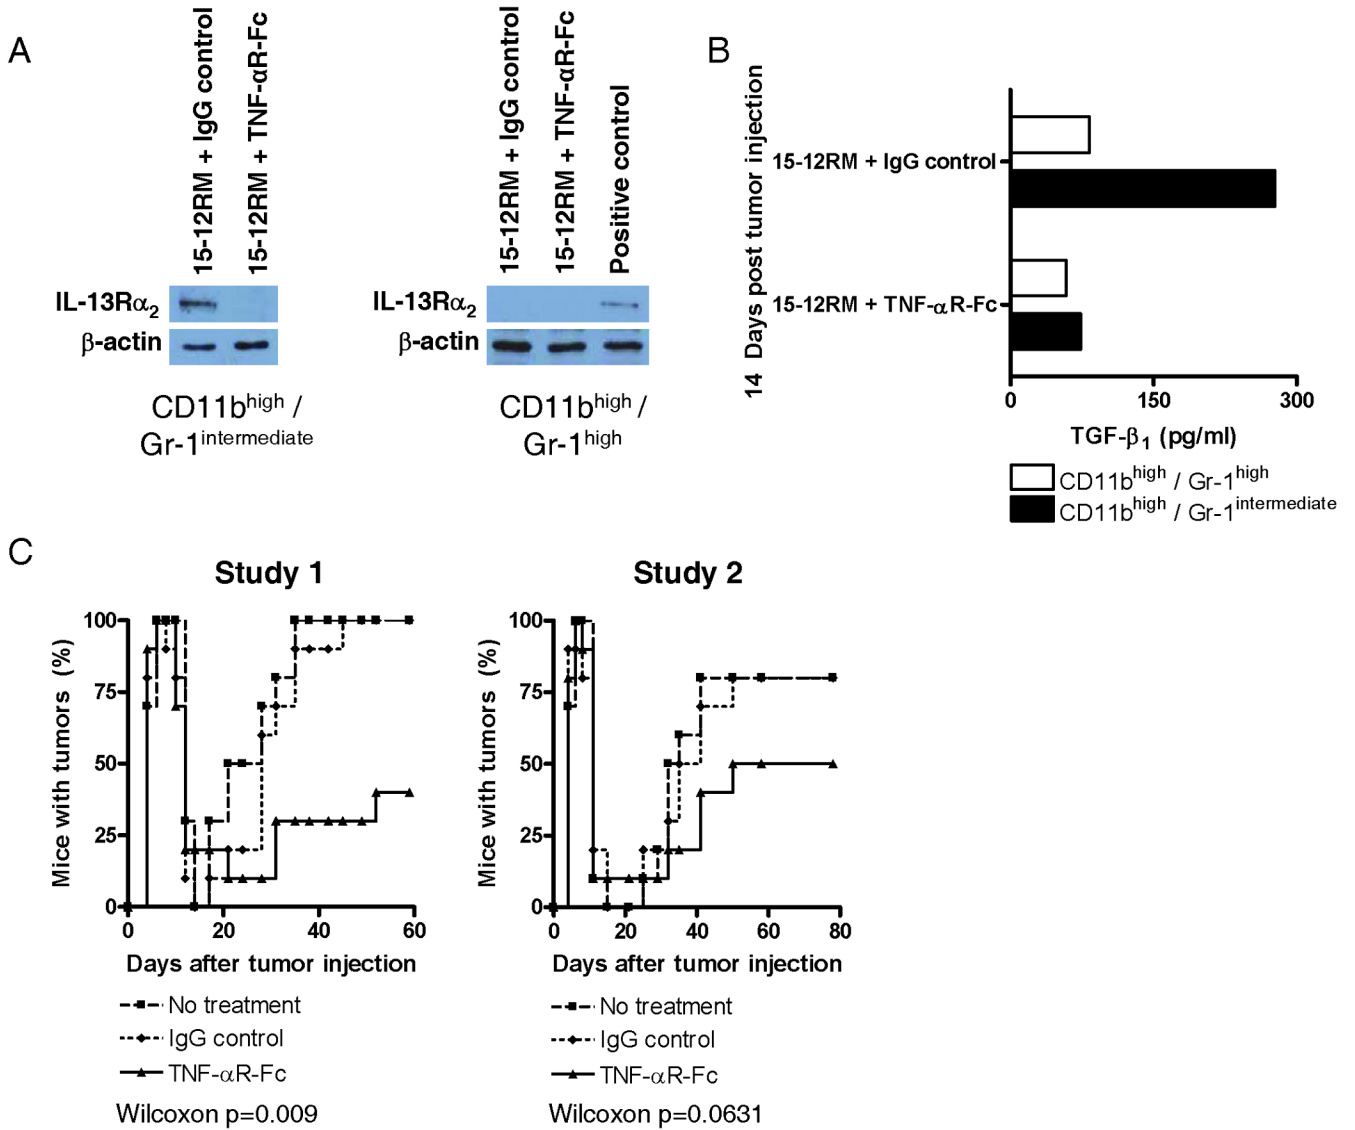 A
15-12RM + IgG control
15-12RM + TNF-αR-Fc
IL-13Rα2
β-actin
CD11bhigh /
Gr-1intermediate
15-12RM + IgG control
15-12RM + TNF-αR-Fc
Positive control
IL-13Rα2
β-actin
CD11bhigh /
Gr-1high
B
14 Days post tumor injection
15-12RM + IgG control
15-12RM + TNF-αR-Fc
0 150 300
TGF-β1 (pg/ml)
CD11bhigh / Gr-1high
CD11bhigh / Gr-1intermediate
C
Study 1
Mice with tumors (%)
100
75
50
25
0
0 20 40 60
Days after tumor injection
No treatment
IgG control
TNF-αR-Fc
Wilcoxon p=0.009
Study 2
Mice with tumors (%)
100
75
50
25
0
0 20 40 60 80
Days after tumor injection
No treatment
IgG control
TNF-αR-Fc
Wilcoxon p=0.0631